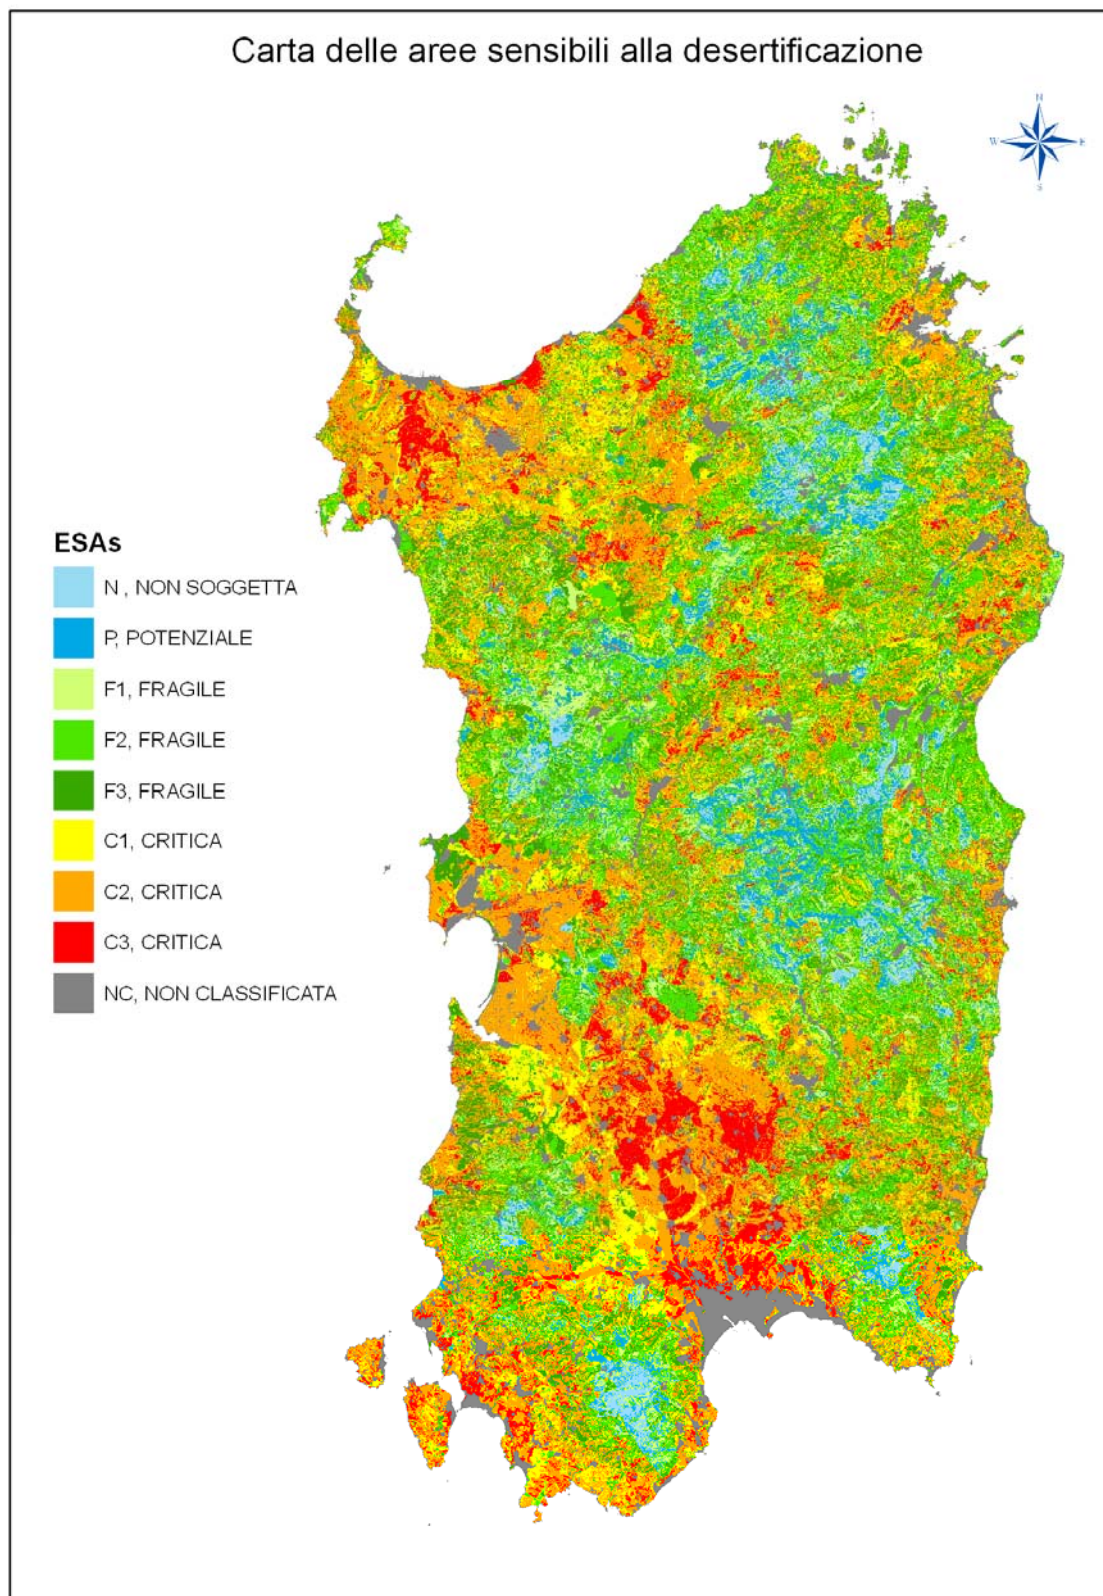 Carta delle aree sensibili alla desertificazione
N
W E
S
ESAs
N , NON SOGGETTA
P, POTENZIALE
F1, FRAGILE
F2, FRAGILE
F3, FRAGILE
C1, CRITICA
C2, CRITICA
C3, CRITICA
NC, NON CLASSIFICATA